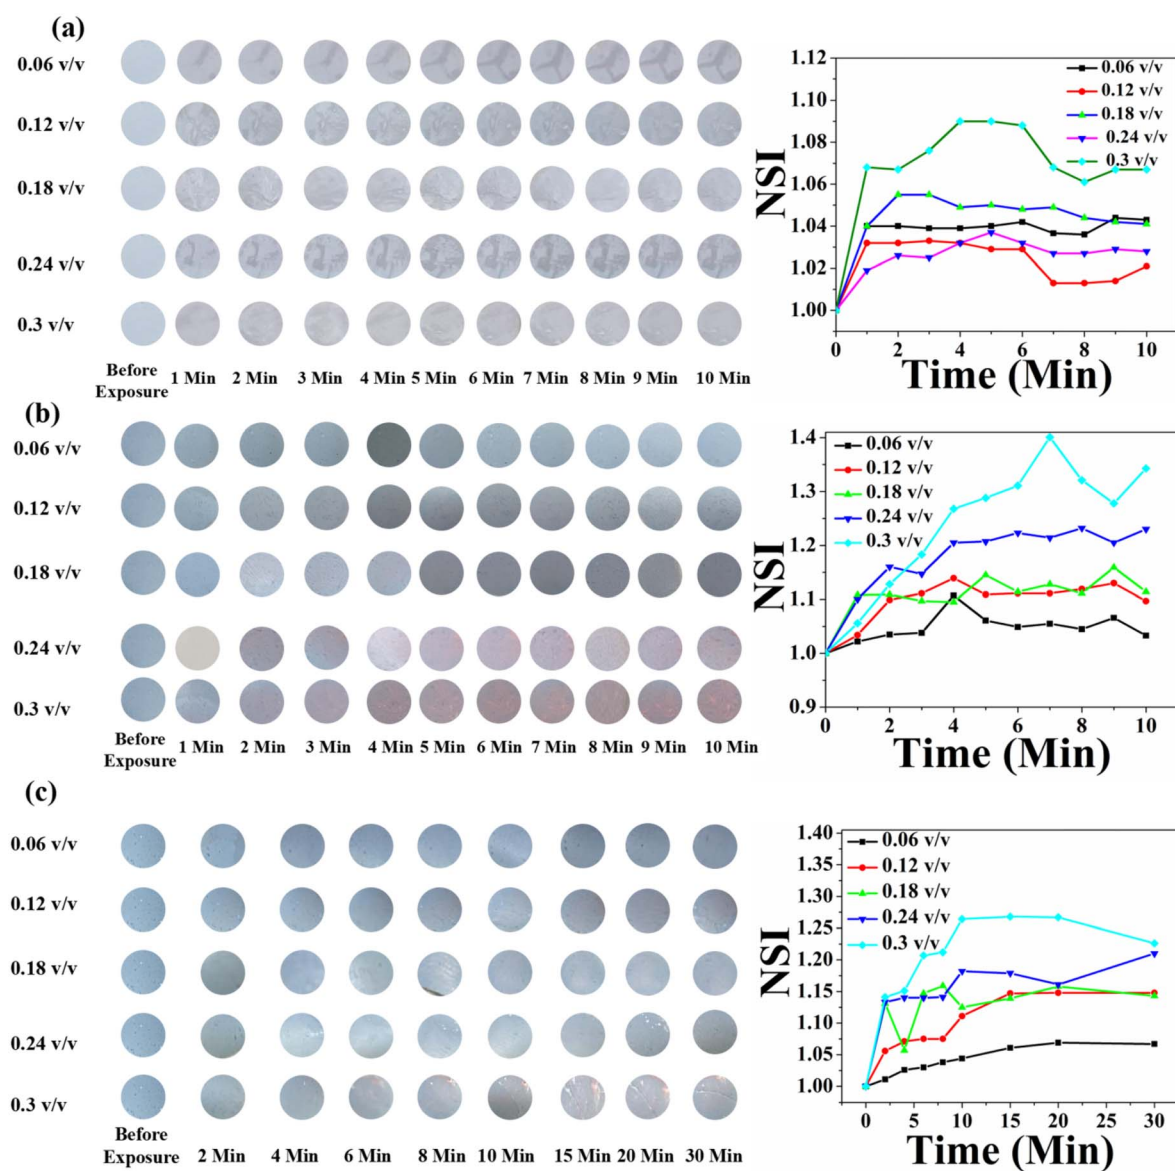 (a)
0.06 v/v
0.12 v/v
0.18 v/v
0.24 v/v
0.3 v/v
Before
Exposure
1 Min
2 Min
3 Min
4 Min
5 Min
6 Min
7 Min
8 Min
9 Min
10 Min
1.12
1.10
1.08
1.06
1.04
1.02
1.00
NSI
0.06 v/v
0.12 v/v
0.18 v/v
0.24 v/v
0.3 v/v
0 2 4 6 8 10
Time (Min)
(b)
0.06 v/v
0.12 v/v
0.18 v/v
0.24 v/v
0.3 v/v
Before
Exposure
1 Min
2 Min
3 Min
4 Min
5 Min
6 Min
7 Min
8 Min
9 Min
10 Min
1.4
1.3
1.2
1.1
1.0
0.9
NSI
0.06 v/v
0.12 v/v
0.18 v/v
0.24 v/v
0.3 v/v
0 2 4 6 8 10
Time (Min)
(c)
0.06 v/v
0.12 v/v
0.18 v/v
0.24 v/v
0.3 v/v
Before
Exposure
2 Min
4 Min
6 Min
8 Min
10 Min
15 Min
20 Min
30 Min
1.40
1.35
1.30
1.25
1.20
1.15
1.10
1.05
1.00
NSI
0.06 v/v
0.12 v/v
0.18 v/v
0.24 v/v
0.3 v/v
0 5 10 15 20 25 30
Time (Min)